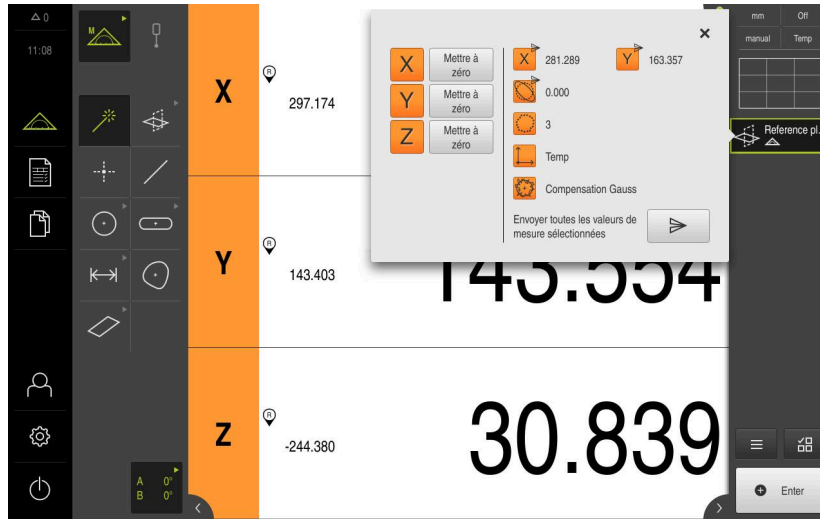 0
11:08
M
A 0°
B 0°
X
R
297.174
Y
R
143.403
143.554
Z
R
-244.380
30.839
X
Mettre à
zéro
Y
Mettre à
zéro
Z
Mettre à
zéro
X 281.289
Y 163.357
0.000
3
Temp
Compensation Gauss
Envoyer toutes les valeurs de
mesure sélectionnées
mm Off
manual Temp
Reference pl.
Enter